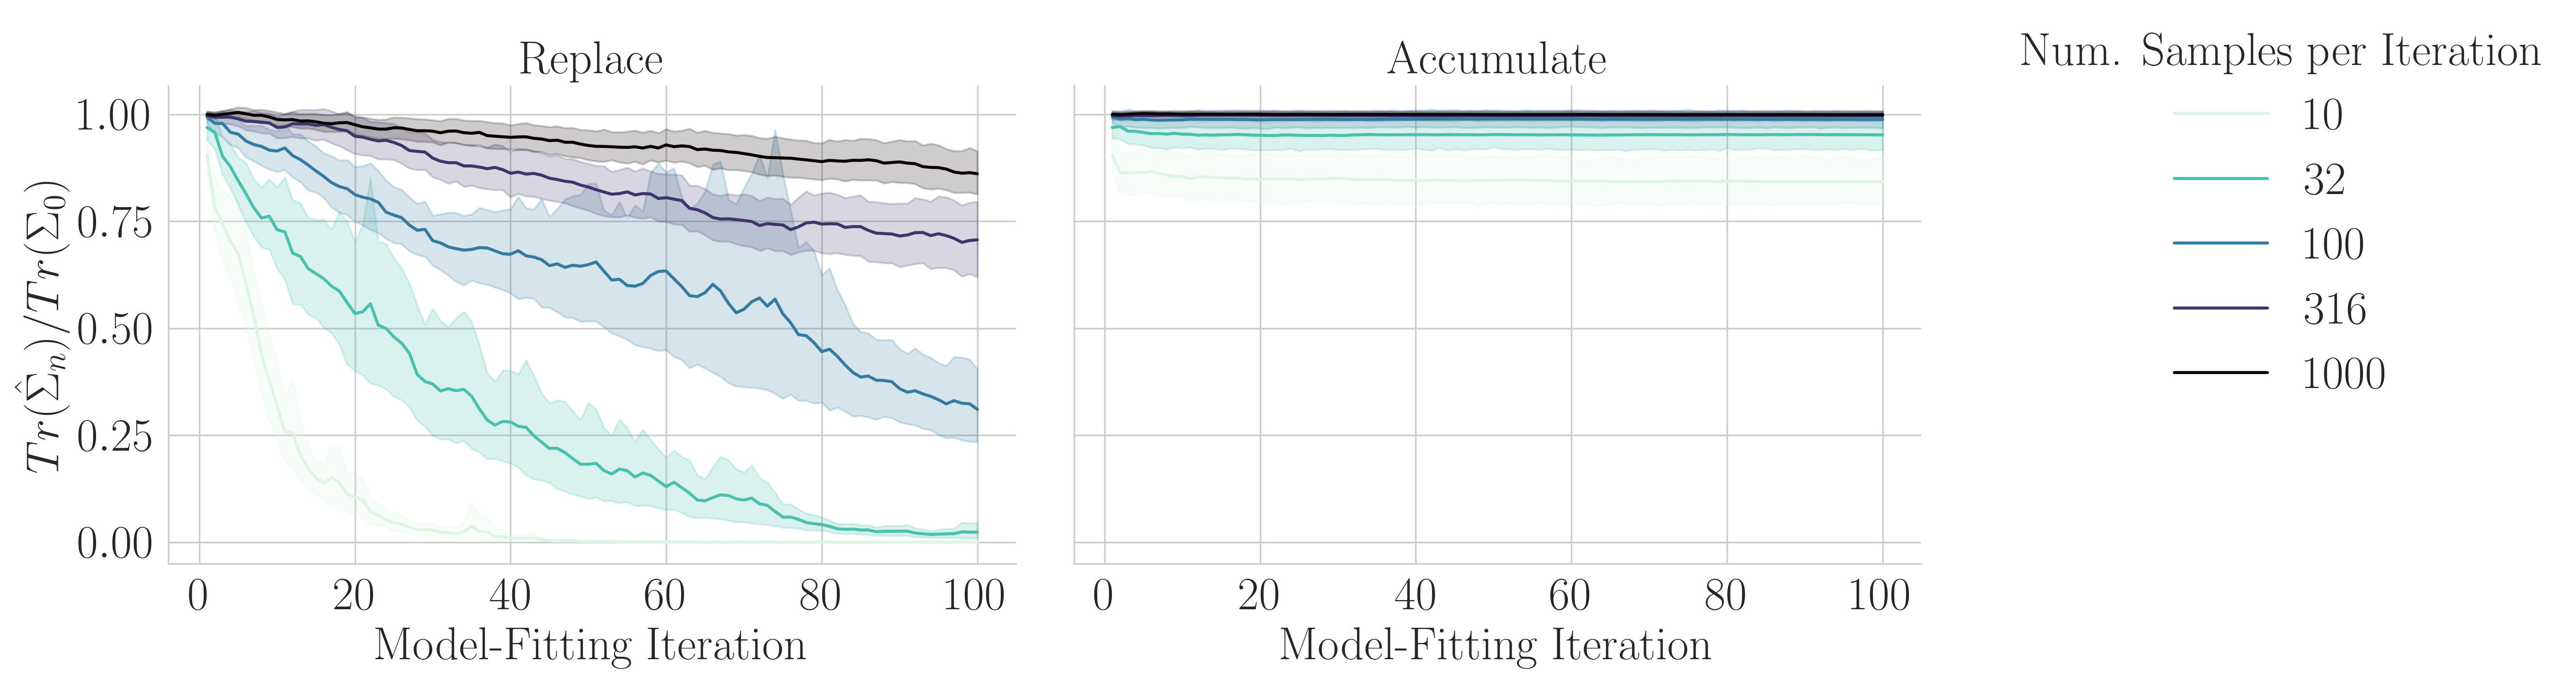 Replace
Accumulate
Num. Samples per Iteration
10
32
100
316
1000
Tr(Σ̂ₙ)/Tr(Σ₀)
1.00
0.75
0.50
0.25
0.00
0 20 40 60 80 100
0 20 40 60 80 100
Model-Fitting Iteration
Model-Fitting Iteration